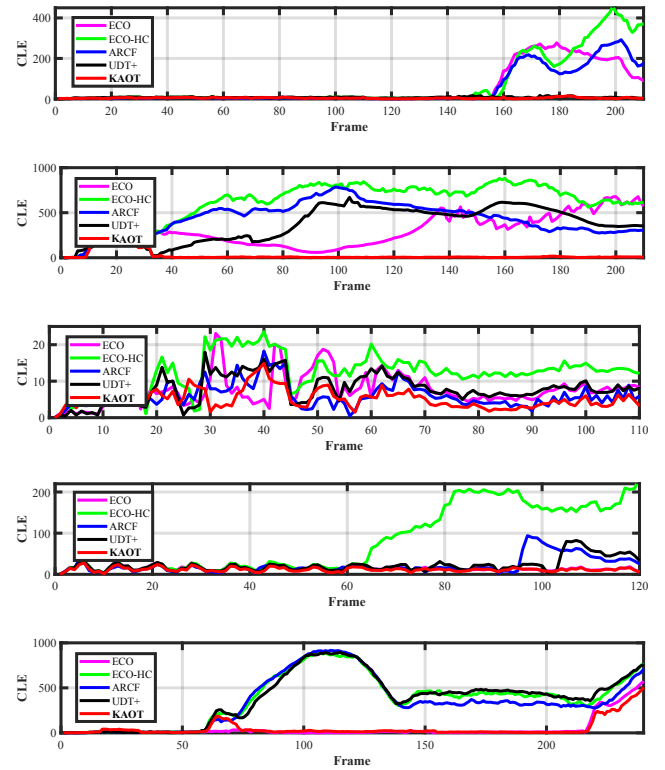 400
200
0
CLE
ECO
ECO-HC
ARCF
UDT+
KAOT
0 20 40 60 80 100 120 140 160 180 200
Frame
1000
500
0
CLE
ECO
ECO-HC
ARCF
UDT+
KAOT
0 20 40 60 80 100 120 140 160 180 200
Frame
20
10
0
CLE
ECO
ECO-HC
ARCF
UDT+
KAOT
0 10 20 30 40 50 60 70 80 90 100 110
Frame
200
100
0
CLE
ECO
ECO-HC
ARCF
UDT+
KAOT
0 20 40 60 80 100 120
Frame
1000
500
0
CLE
ECO
ECO-HC
ARCF
UDT+
KAOT
0 50 100 150 200
Frame